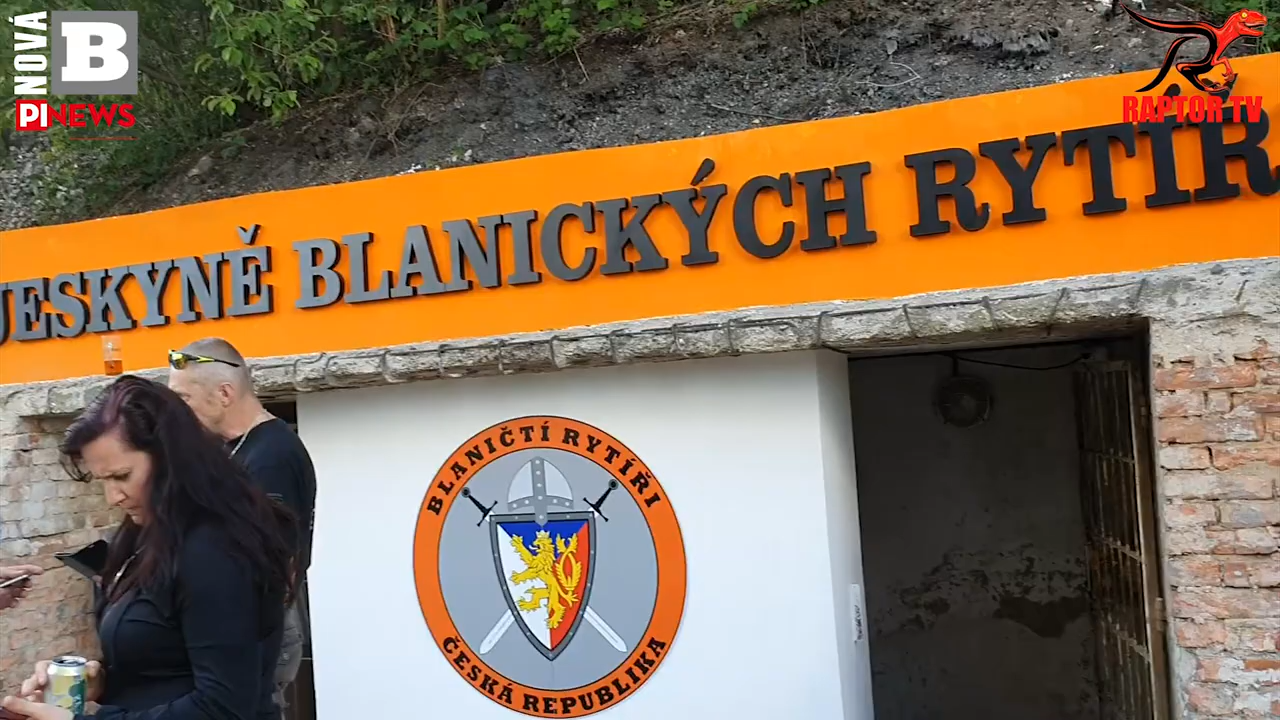 NOVÁ
B
PI NEWS
RAPTOR TV
JESKYNĚ BLANICKÝCH RYTÍŘ
BLANIČTÍ RYTÍŘI
ČESKÁ REPUBLIKA